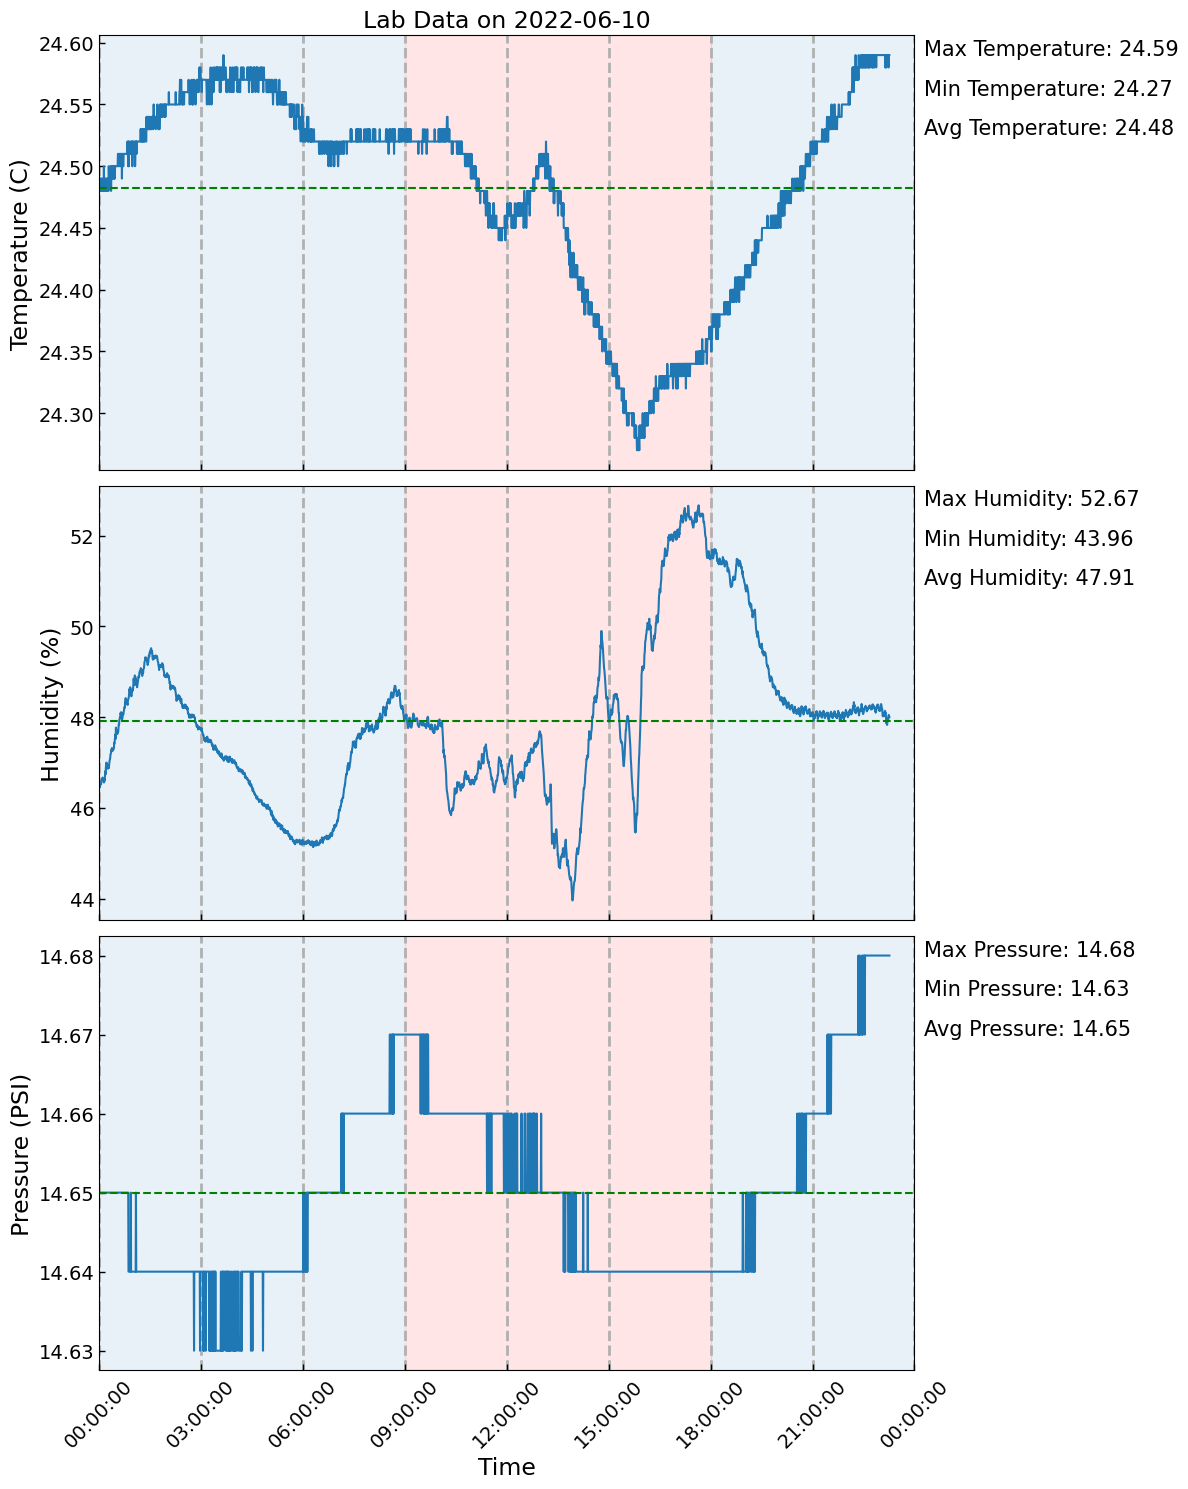 Lab Data on 2022-06-10
24.60
24.55
24.50
24.45
24.40
24.35
24.30
Temperature (C)
Max Temperature: 24.59
Min Temperature: 24.27
Avg Temperature: 24.48
52
50
48
46
44
Humidity (%)
Max Humidity: 52.67
Min Humidity: 43.96
Avg Humidity: 47.91
14.68
14.67
14.66
14.65
14.64
14.63
Pressure (PSI)
Max Pressure: 14.68
Min Pressure: 14.63
Avg Pressure: 14.65
00:00:00
03:00:00
06:00:00
09:00:00
12:00:00
15:00:00
18:00:00
21:00:00
00:00:00
Time